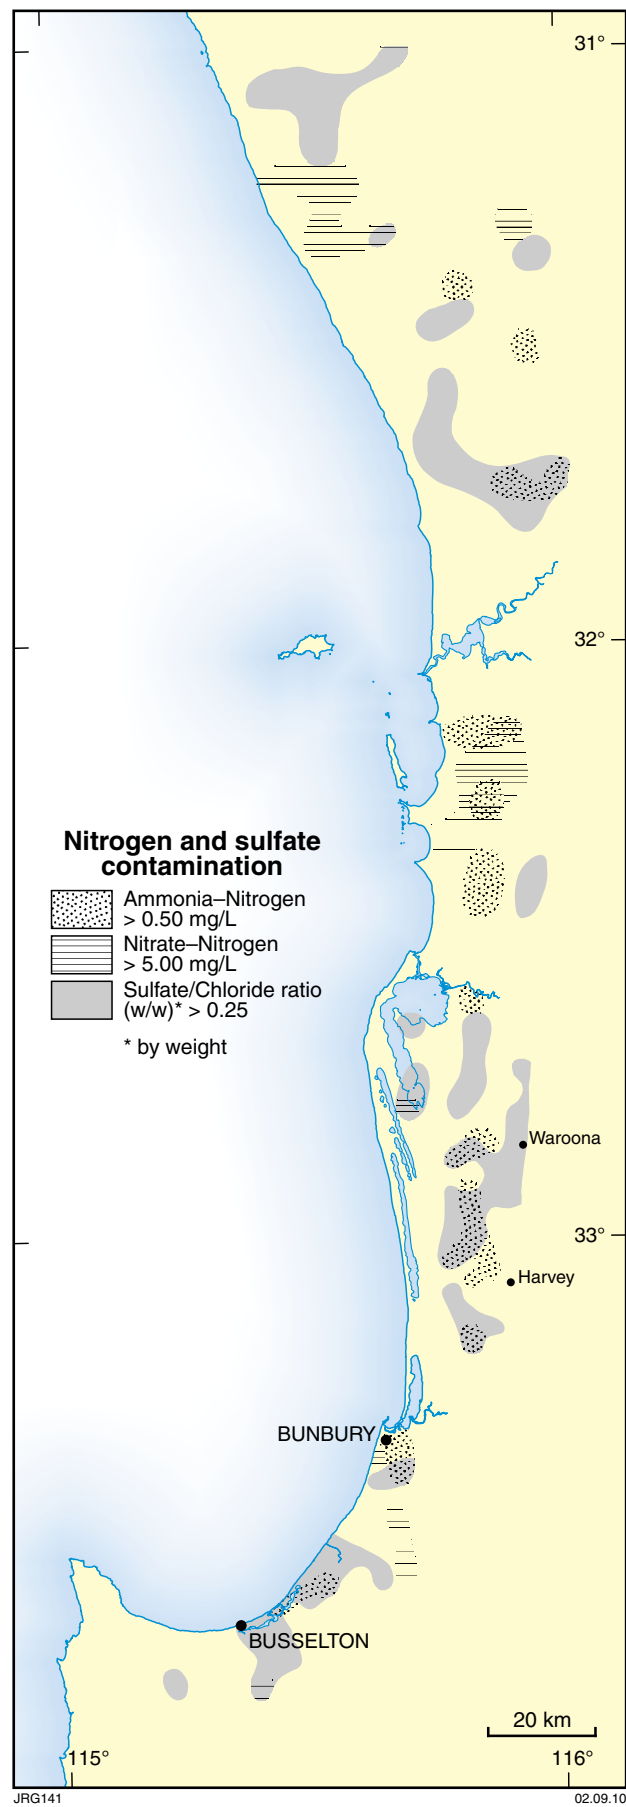 31°
32°
Nitrogen and sulfate
contamination
Ammonia–Nitrogen
> 0.50 mg/L
Nitrate–Nitrogen
> 5.00 mg/L
Sulfate/Chloride ratio
(w/w)* > 0.25
* by weight
Waroona
33°
Harvey
BUNBURY
BUSSELTON
20 km
115°
116°
JRG141
02.09.10